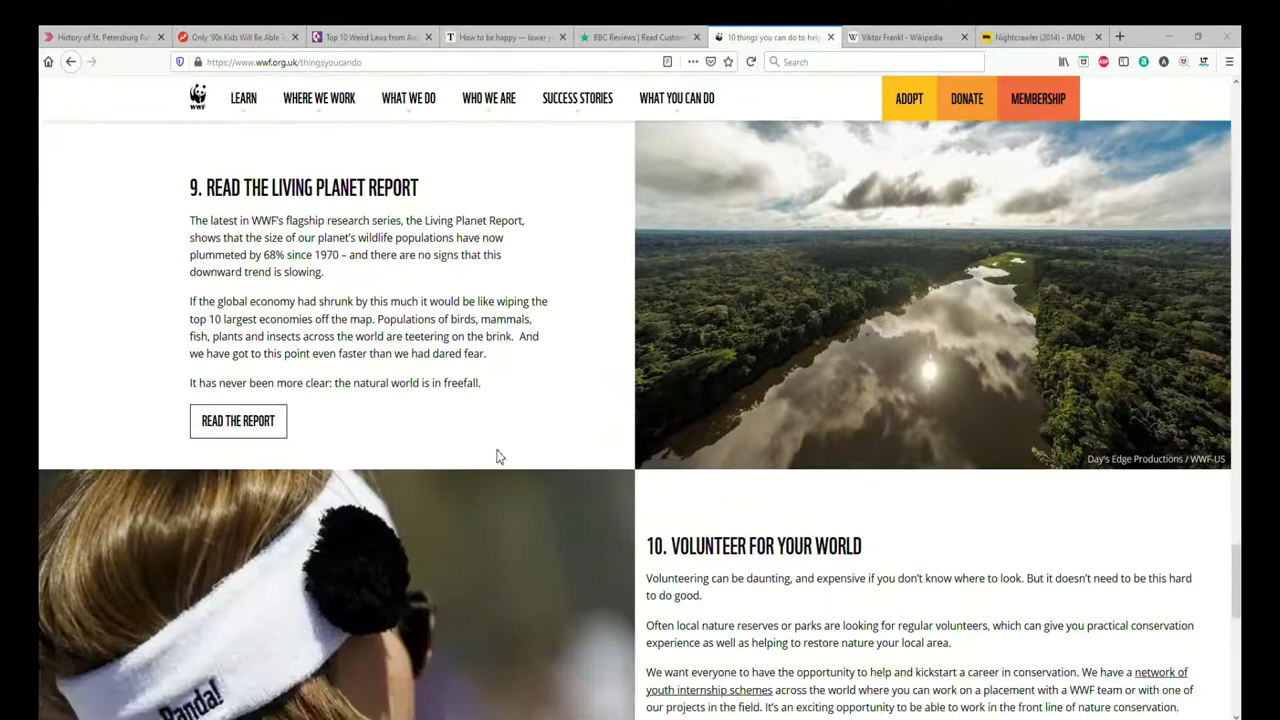 History of St. Petersburg Rus
Only '90s Kids Will Be Able T
Top 10 Weird Laws from Aro
How to be happy — lower y
BBC Reviews | Read Custome
10 things you can do to help
Viktor Frankl - Wikipedia
Nightcrawler (2014) - IMDb
https://www.wwf.org.uk/thingsyoucando
Search
WWF
LEARN
WHERE WE WORK
WHAT WE DO
WHO WE ARE
SUCCESS STORIES
WHAT YOU CAN DO
ADOPT
DONATE
MEMBERSHIP
9. READ THE LIVING PLANET REPORT
The latest in WWF's flagship research series, the Living Planet Report,
shows that the size of our planet's wildlife populations have now
plummeted by 68% since 1970 – and there are no signs that this
downward trend is slowing.
If the global economy had shrunk by this much it would be like wiping the
top 10 largest economies off the map. Populations of birds, mammals,
fish, plants and insects across the world are teetering on the brink. And
we have got to this point even faster than we had dared fear.
It has never been more clear: the natural world is in freefall.
READ THE REPORT
Day's Edge Productions / WWF-US
Panda!
10. VOLUNTEER FOR YOUR WORLD
Volunteering can be daunting, and expensive if you don't know where to look. But it doesn't need to be this hard
to do good.
Often local nature reserves or parks are looking for regular volunteers, which can give you practical conservation
experience as well as helping to restore nature your local area.
We want everyone to have the opportunity to help and kickstart a career in conservation. We have a network of
youth internship schemes across the world where you can work on a placement with a WWF team or with one of
our projects in the field. It's an exciting opportunity to be able to work in the front line of nature conservation.